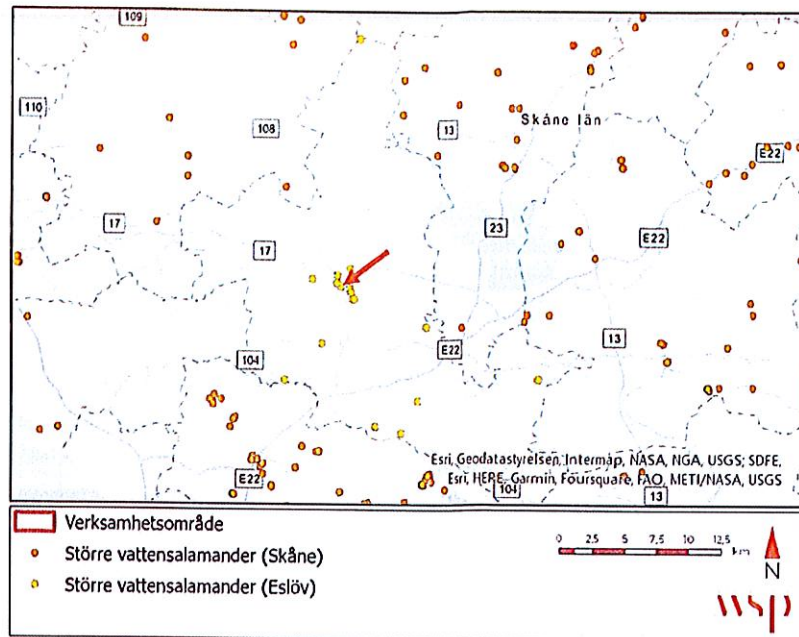 109
110
108
13
Skåne län
E22
17
23
17
E22
13
104
E22
Esri, Geodatastyrelsen, Intermap, NASA, NGA, USGS; SDFE,
Esri, HERE, Garmin, Foursquare, FAO, METI/NASA, USGS
E22
104
13
Verksamhetsområde
Större vattensalamander (Skåne)
Större vattensalamander (Eslöv)
0 2,5 5 7,5 10 12,5
km
N
wsp